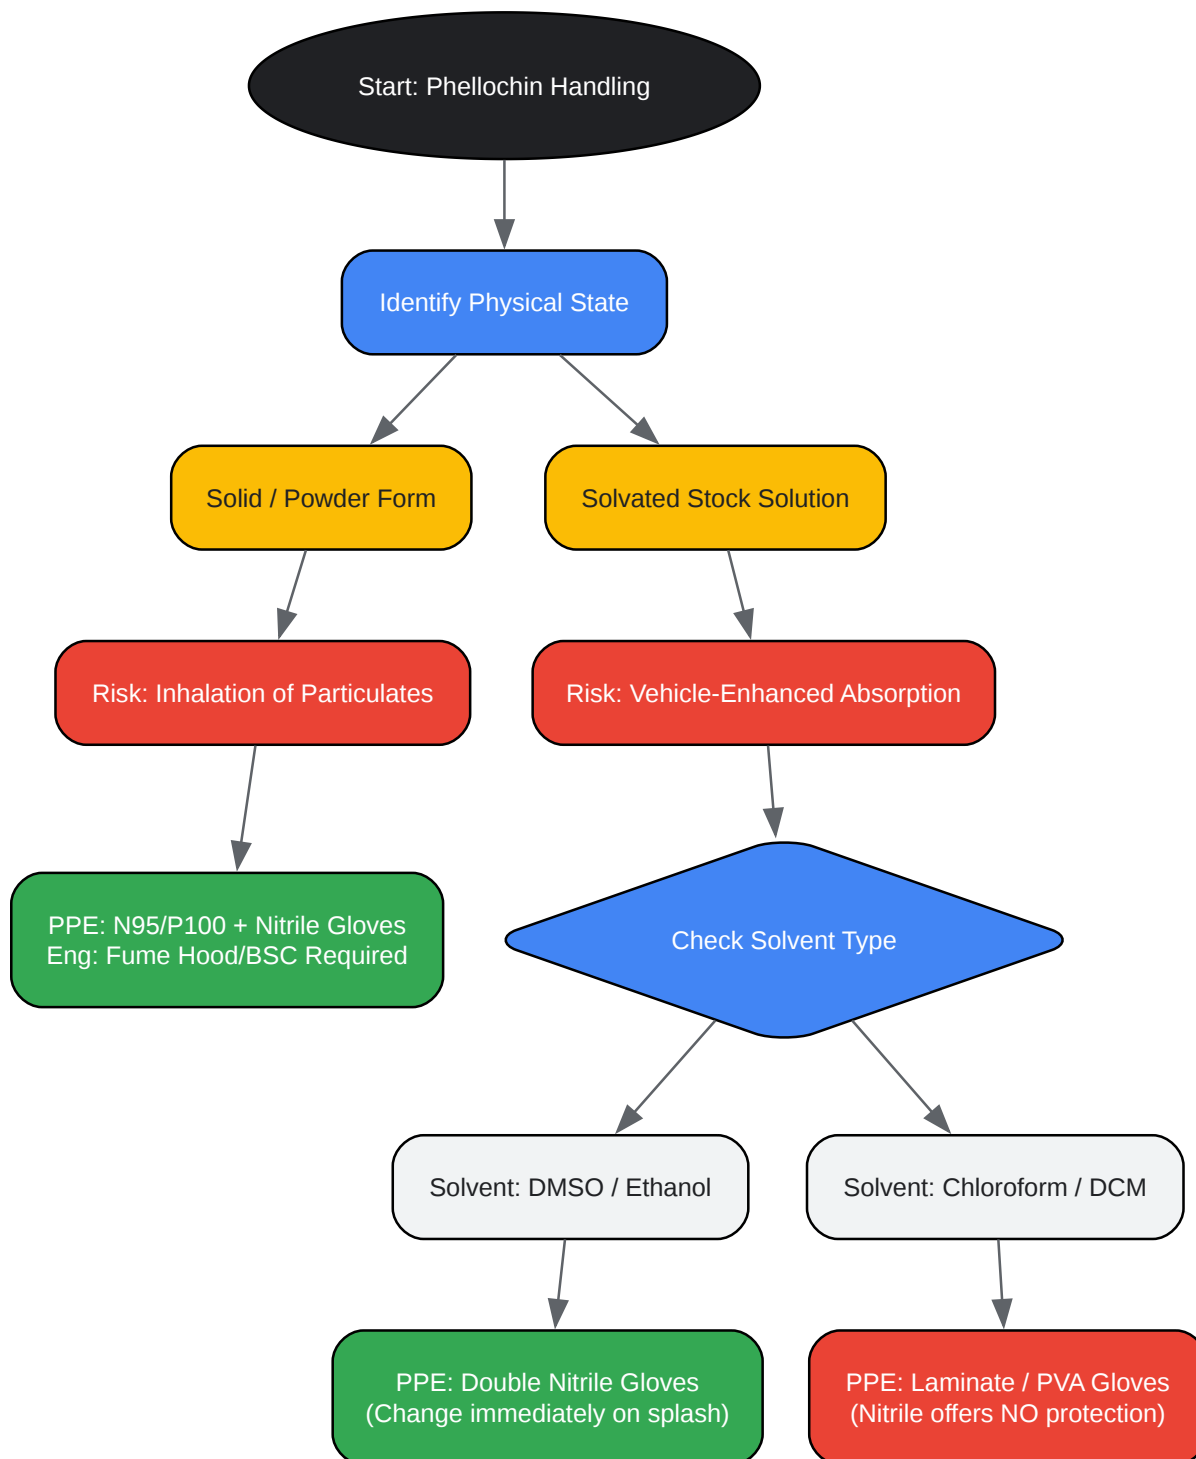 Start: Phellochin Handling
Identify Physical State
Solid / Powder Form
Solvated Stock Solution
Risk: Inhalation of Particulates
Risk: Vehicle-Enhanced Absorption
PPE: N95/P100 + Nitrile Gloves
Eng: Fume Hood/BSC Required
Check Solvent Type
Solvent: DMSO / Ethanol
Solvent: Chloroform / DCM
PPE: Double Nitrile Gloves
(Change immediately on splash)
PPE: Laminate / PVA Gloves
(Nitrile offers NO protection)